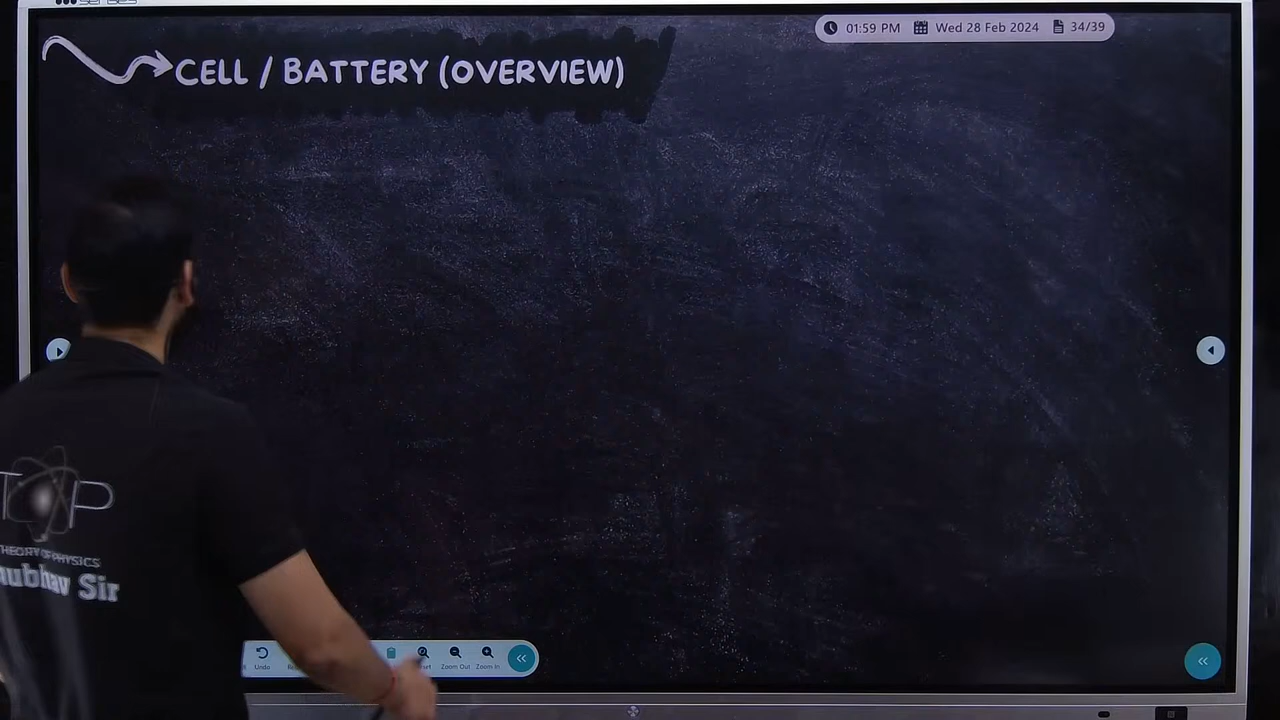 01:59 PM Wed 28 Feb 2024 34/39
CELL / BATTERY (OVERVIEW)
T P
THEORY OF PHYSICS
nubhav Sir
Undo Zoom Out Zoom In